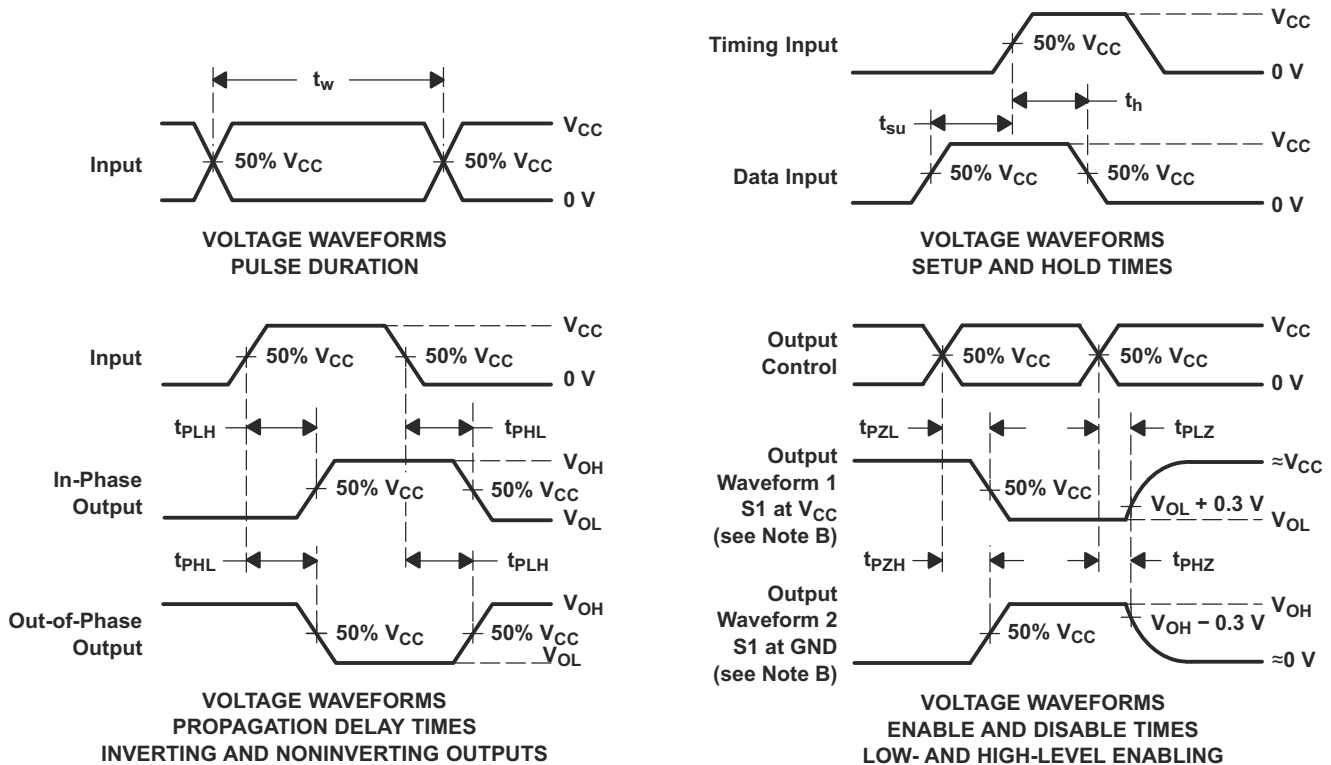 t_w
V_CC
Input
50% V_CC
50% V_CC
0 V
VOLTAGE WAVEFORMS
PULSE DURATION
Timing Input
50% V_CC
V_CC
0 V
t_h
t_su
Data Input
50% V_CC
50% V_CC
V_CC
0 V
VOLTAGE WAVEFORMS
SETUP AND HOLD TIMES
Input
50% V_CC
50% V_CC
V_CC
0 V
t_PLH
t_PHL
In-Phase
Output
50% V_CC
50% V_CC
V_OH
V_OL
t_PHL
t_PLH
Out-of-Phase
Output
50% V_CC
50% V_CC
V_OH
V_OL
VOLTAGE WAVEFORMS
PROPAGATION DELAY TIMES
INVERTING AND NONINVERTING OUTPUTS
Output
Control
50% V_CC
50% V_CC
V_CC
0 V
t_PZL
t_PLZ
Output
Waveform 1
S1 at V_CC
(see Note B)
50% V_CC
V_OL + 0.3 V
≈V_CC
V_OL
t_PZH
t_PHZ
Output
Waveform 2
S1 at GND
(see Note B)
50% V_CC
V_OH − 0.3 V
V_OH
≈0 V
VOLTAGE WAVEFORMS
ENABLE AND DISABLE TIMES
LOW- AND HIGH-LEVEL ENABLING